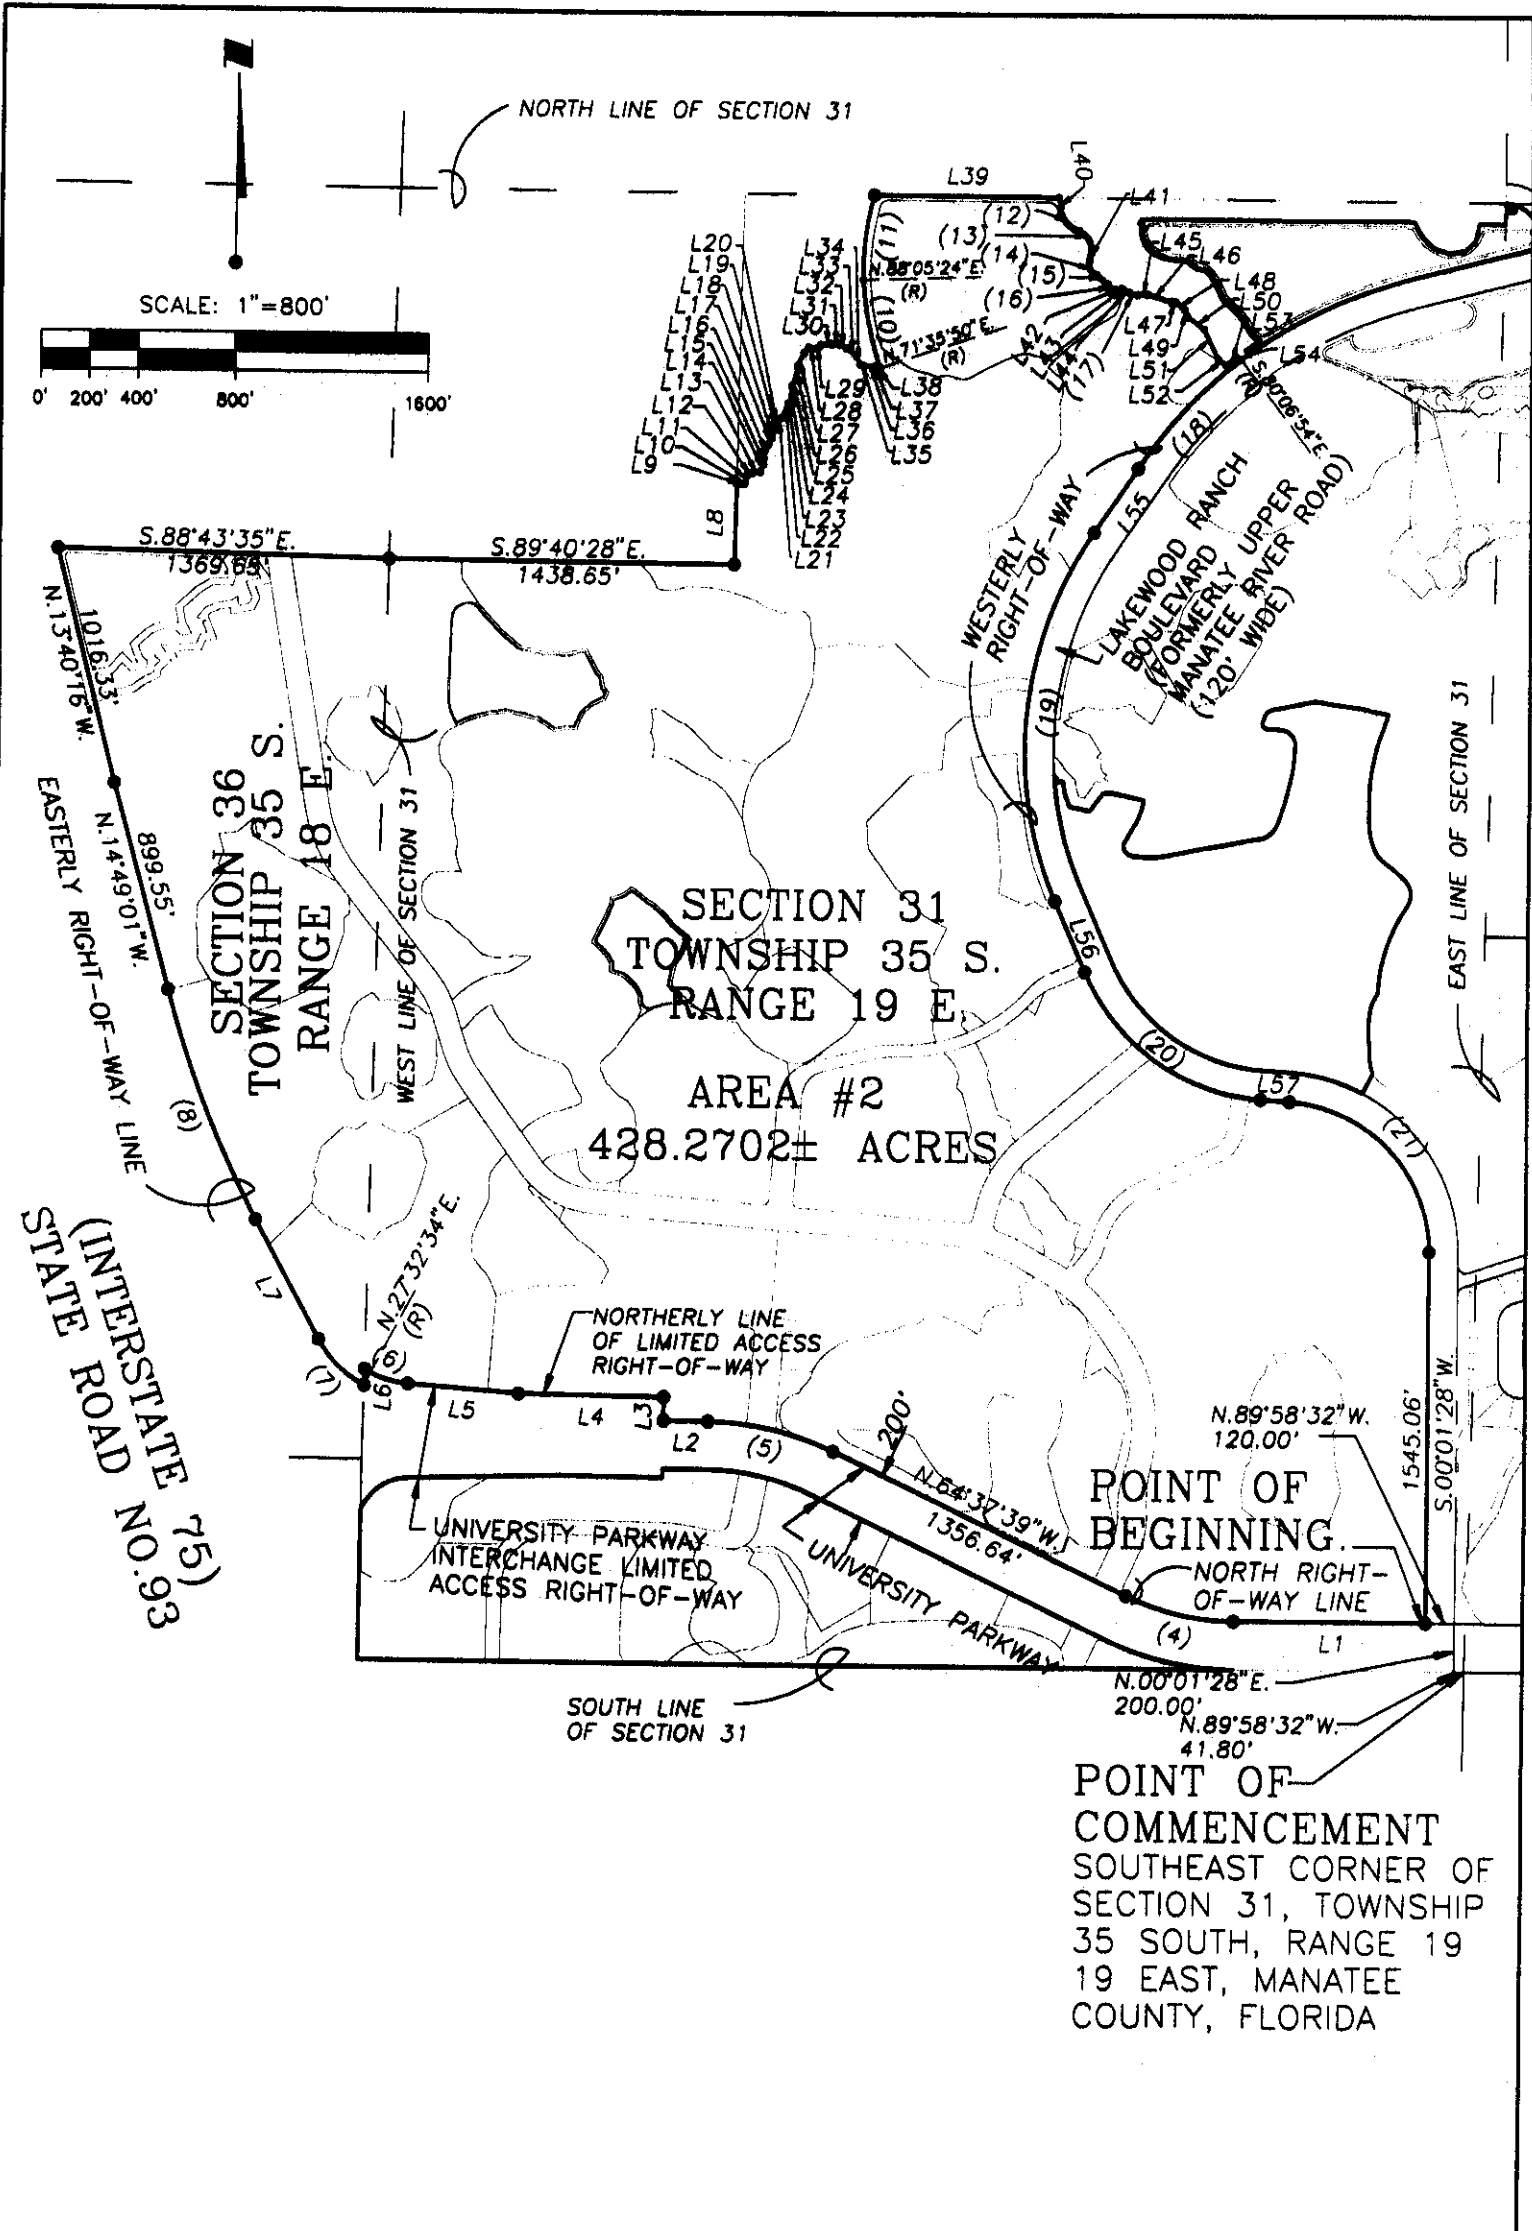 N
NORTH LINE OF SECTION 31
SCALE: 1"=800'
0' 200' 400' 800' 1600'
L39
L40
L41
(12)
(13)
(14)
(15)
(16)
(11)
N.88°05'24"E.
(R)
(10)
N.71°35'50"E.
(R)
L20
L19
L18
L17
L16
L15
L14
L13
L12
L11
L10
L9
L34
L33
L32
L31
L30
L29
L28
L27
L26
L25
L24
L23
L22
L21
L38
L37
L36
L35
L42
L43
L44
(17)
L45
L46
L48
L50
L53
L54
L47
L49
L51
L52
S.80°06'54"E.
(R)
(18)
L8
S.88°43'35"E.
1369.65'
S.89°40'28"E.
1438.65'
L55
WESTERLY
RIGHT-OF-WAY
LAKEWOOD RANCH
BOULEVARD
(FORMERLY UPPER
MANATEE RIVER ROAD)
(120' WIDE)
(19)
1016.33'
N.13°40'16"W.
899.55'
N.14°49'01"W.
EASTERLY RIGHT-OF-WAY LINE
SECTION 36
TOWNSHIP 35 S.
RANGE 18 E.
WEST LINE OF SECTION 31
EAST LINE OF SECTION 31
SECTION 31
TOWNSHIP 35 S.
RANGE 19 E.
AREA #2
428.2702± ACRES
L56
(20)
L57
(21)
(8)
L7
(INTERSTATE 75)
STATE ROAD NO.93
N.27°32'34"E.
(R)
(6)
(7)
L6
L5
L4
L3
L2
(5)
NORTHERLY LINE
OF LIMITED ACCESS
RIGHT-OF-WAY
200'
N.64°37'39"W.
1356.64'
N.89°58'32"W.
120.00'
1545.06'
S.00°01'28"W.
POINT OF
BEGINNING
NORTH RIGHT-
OF-WAY LINE
UNIVERSITY PARKWAY
INTERCHANGE LIMITED
ACCESS RIGHT-OF-WAY
UNIVERSITY PARKWAY
(4)
L1
N.00°01'28"E.
200.00'
N.89°58'32"W.
41.80'
SOUTH LINE
OF SECTION 31
POINT OF
COMMENCEMENT
SOUTHEAST CORNER OF
SECTION 31, TOWNSHIP
35 SOUTH, RANGE 19
19 EAST, MANATEE
COUNTY, FLORIDA